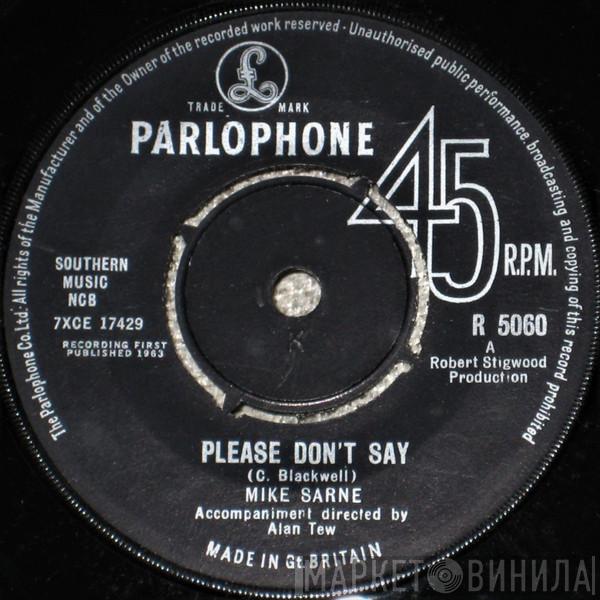 The Parlophone Co. Ltd. All rights of the Manufacturer and of the Owner of the recorded work reserved · Unauthorised public performance, broadcasting and copying of this record prohibited
£
TRADE MARK
PARLOPHONE
45
R.P.M.
SOUTHERN
MUSIC
NCB
7XCE 17429
RECORDING FIRST
PUBLISHED 1963
R 5060
A
Robert Stigwood
Production
PLEASE DON'T SAY
(C. Blackwell)
MIKE SARNE
Accompaniment directed by
Alan Tew
MADE IN Gt. BRITAIN
МАРКЕТ ВИНИЛА